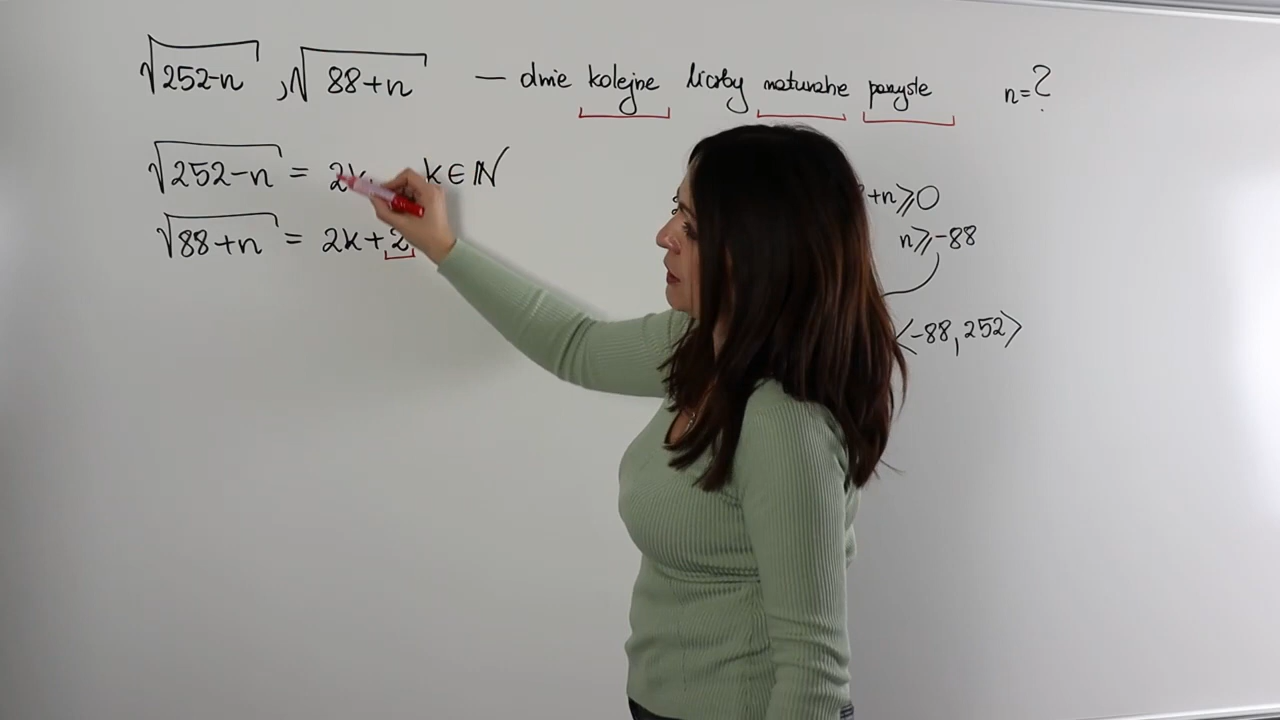 √252-n , √88+n — dwie kolejne liczby naturalne parzyste n=?
√252-n = 2k, k∈ℕ
√88+n = 2k+2
+n⩾0
n⩾-88
<-88,252>